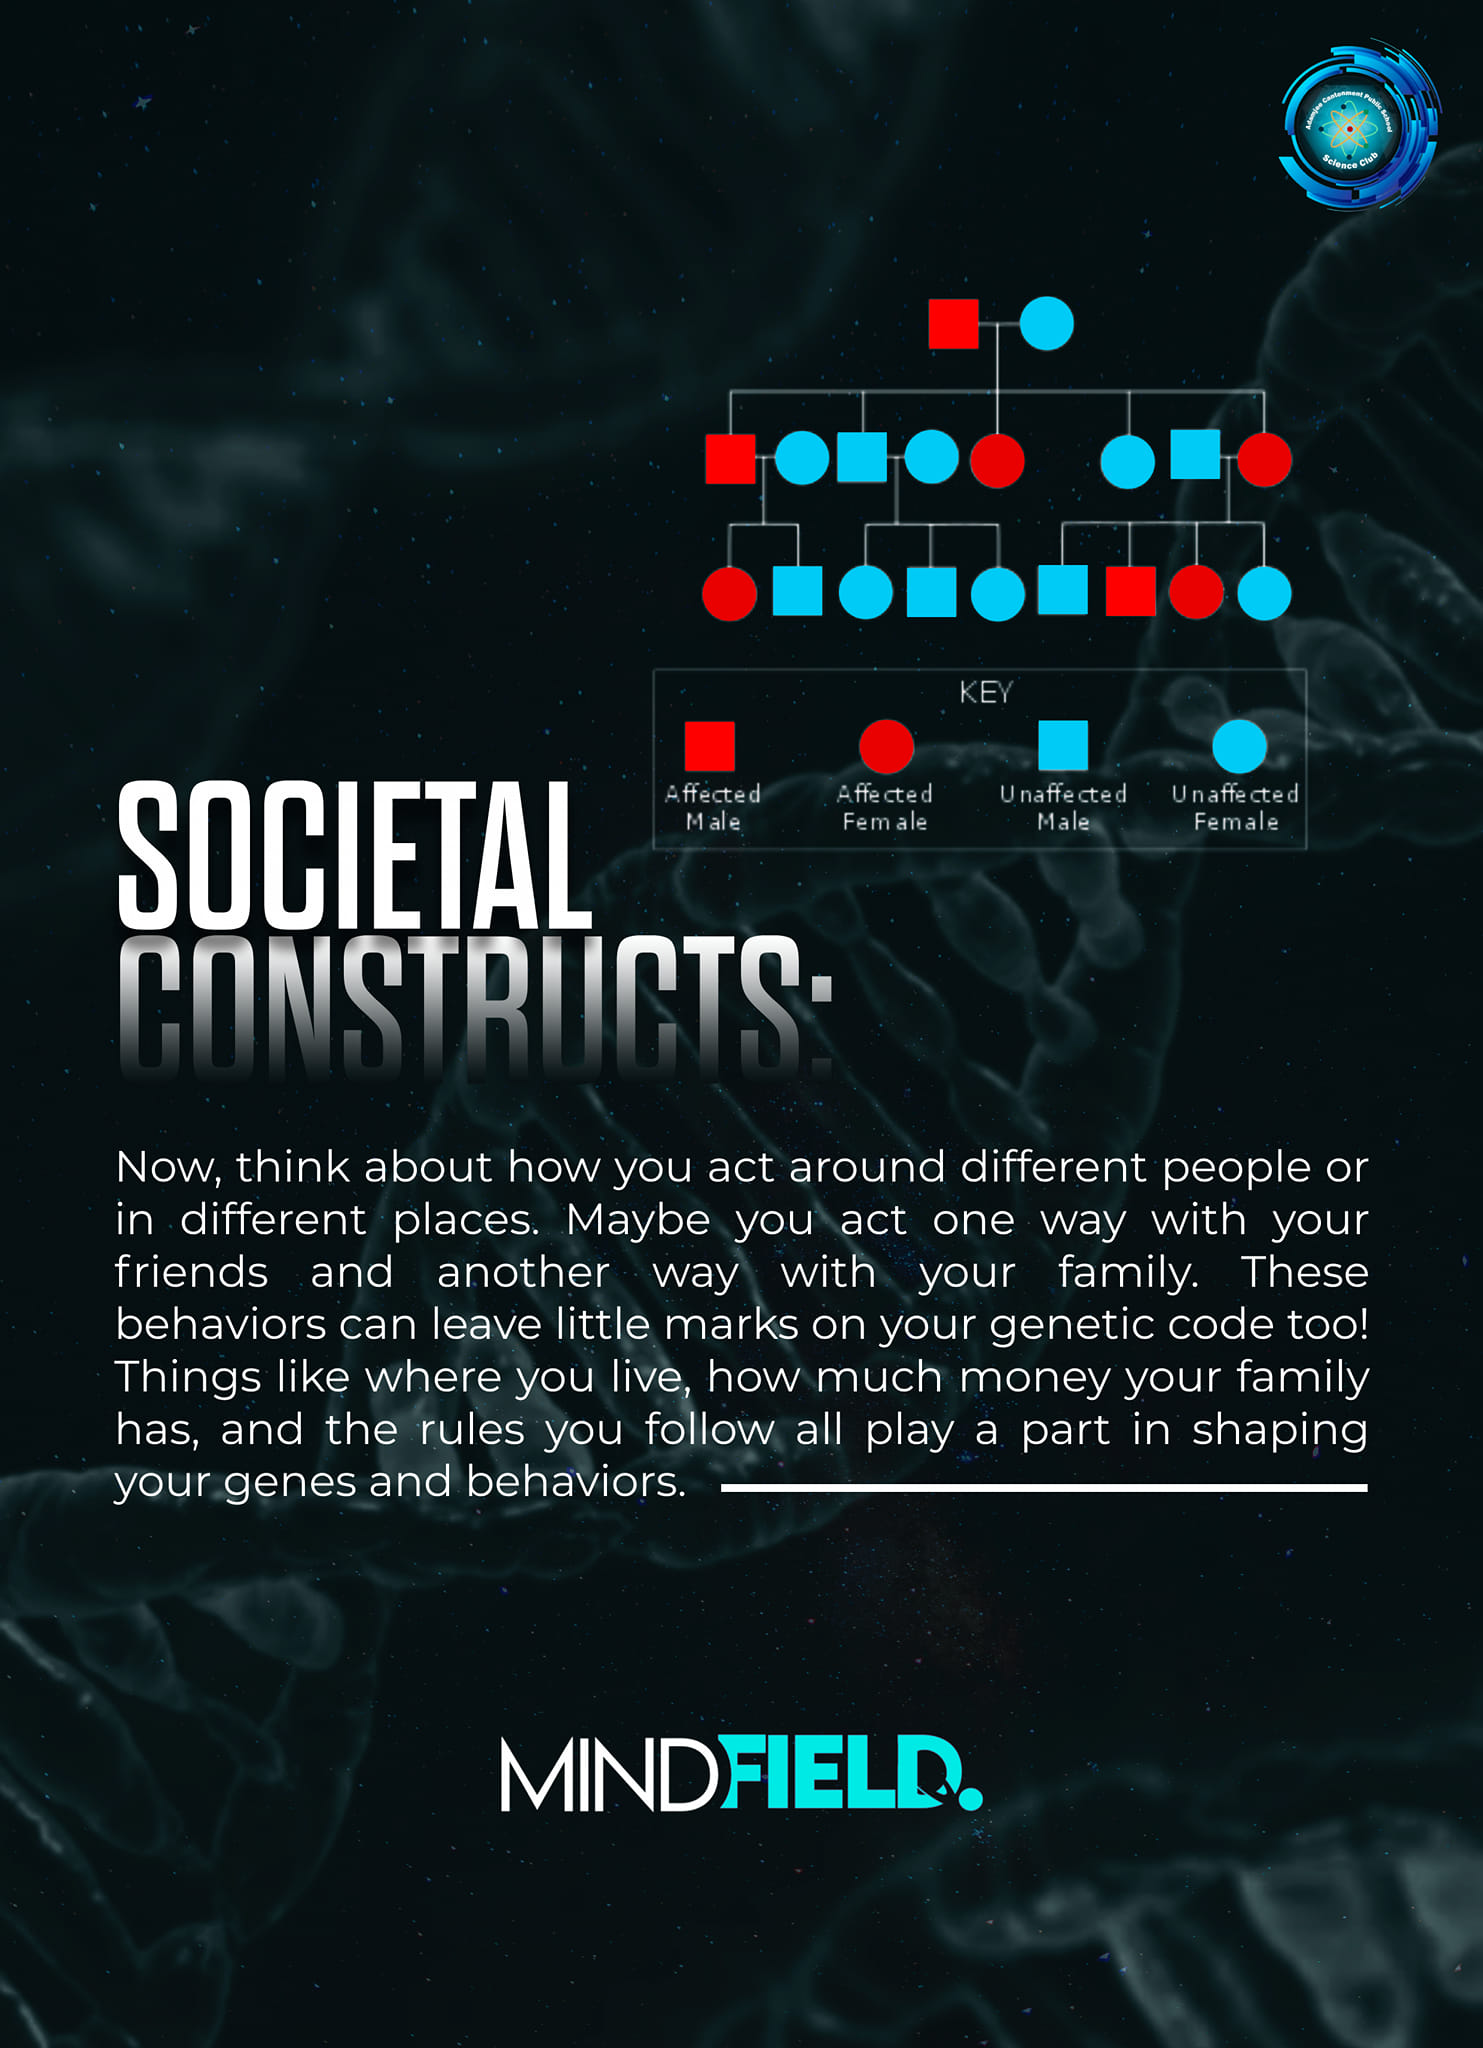 Adamjee Cantonment Public School
Science Club
KEY
Affected Male
Affected Female
Unaffected Male
Unaffected Female
SOCIETAL
CONSTRUCTS:
Now, think about how you act around different people or
in different places. Maybe you act one way with your
friends and another way with your family. These
behaviors can leave little marks on your genetic code too!
Things like where you live, how much money your family
has, and the rules you follow all play a part in shaping
your genes and behaviors.
MINDFIELD.